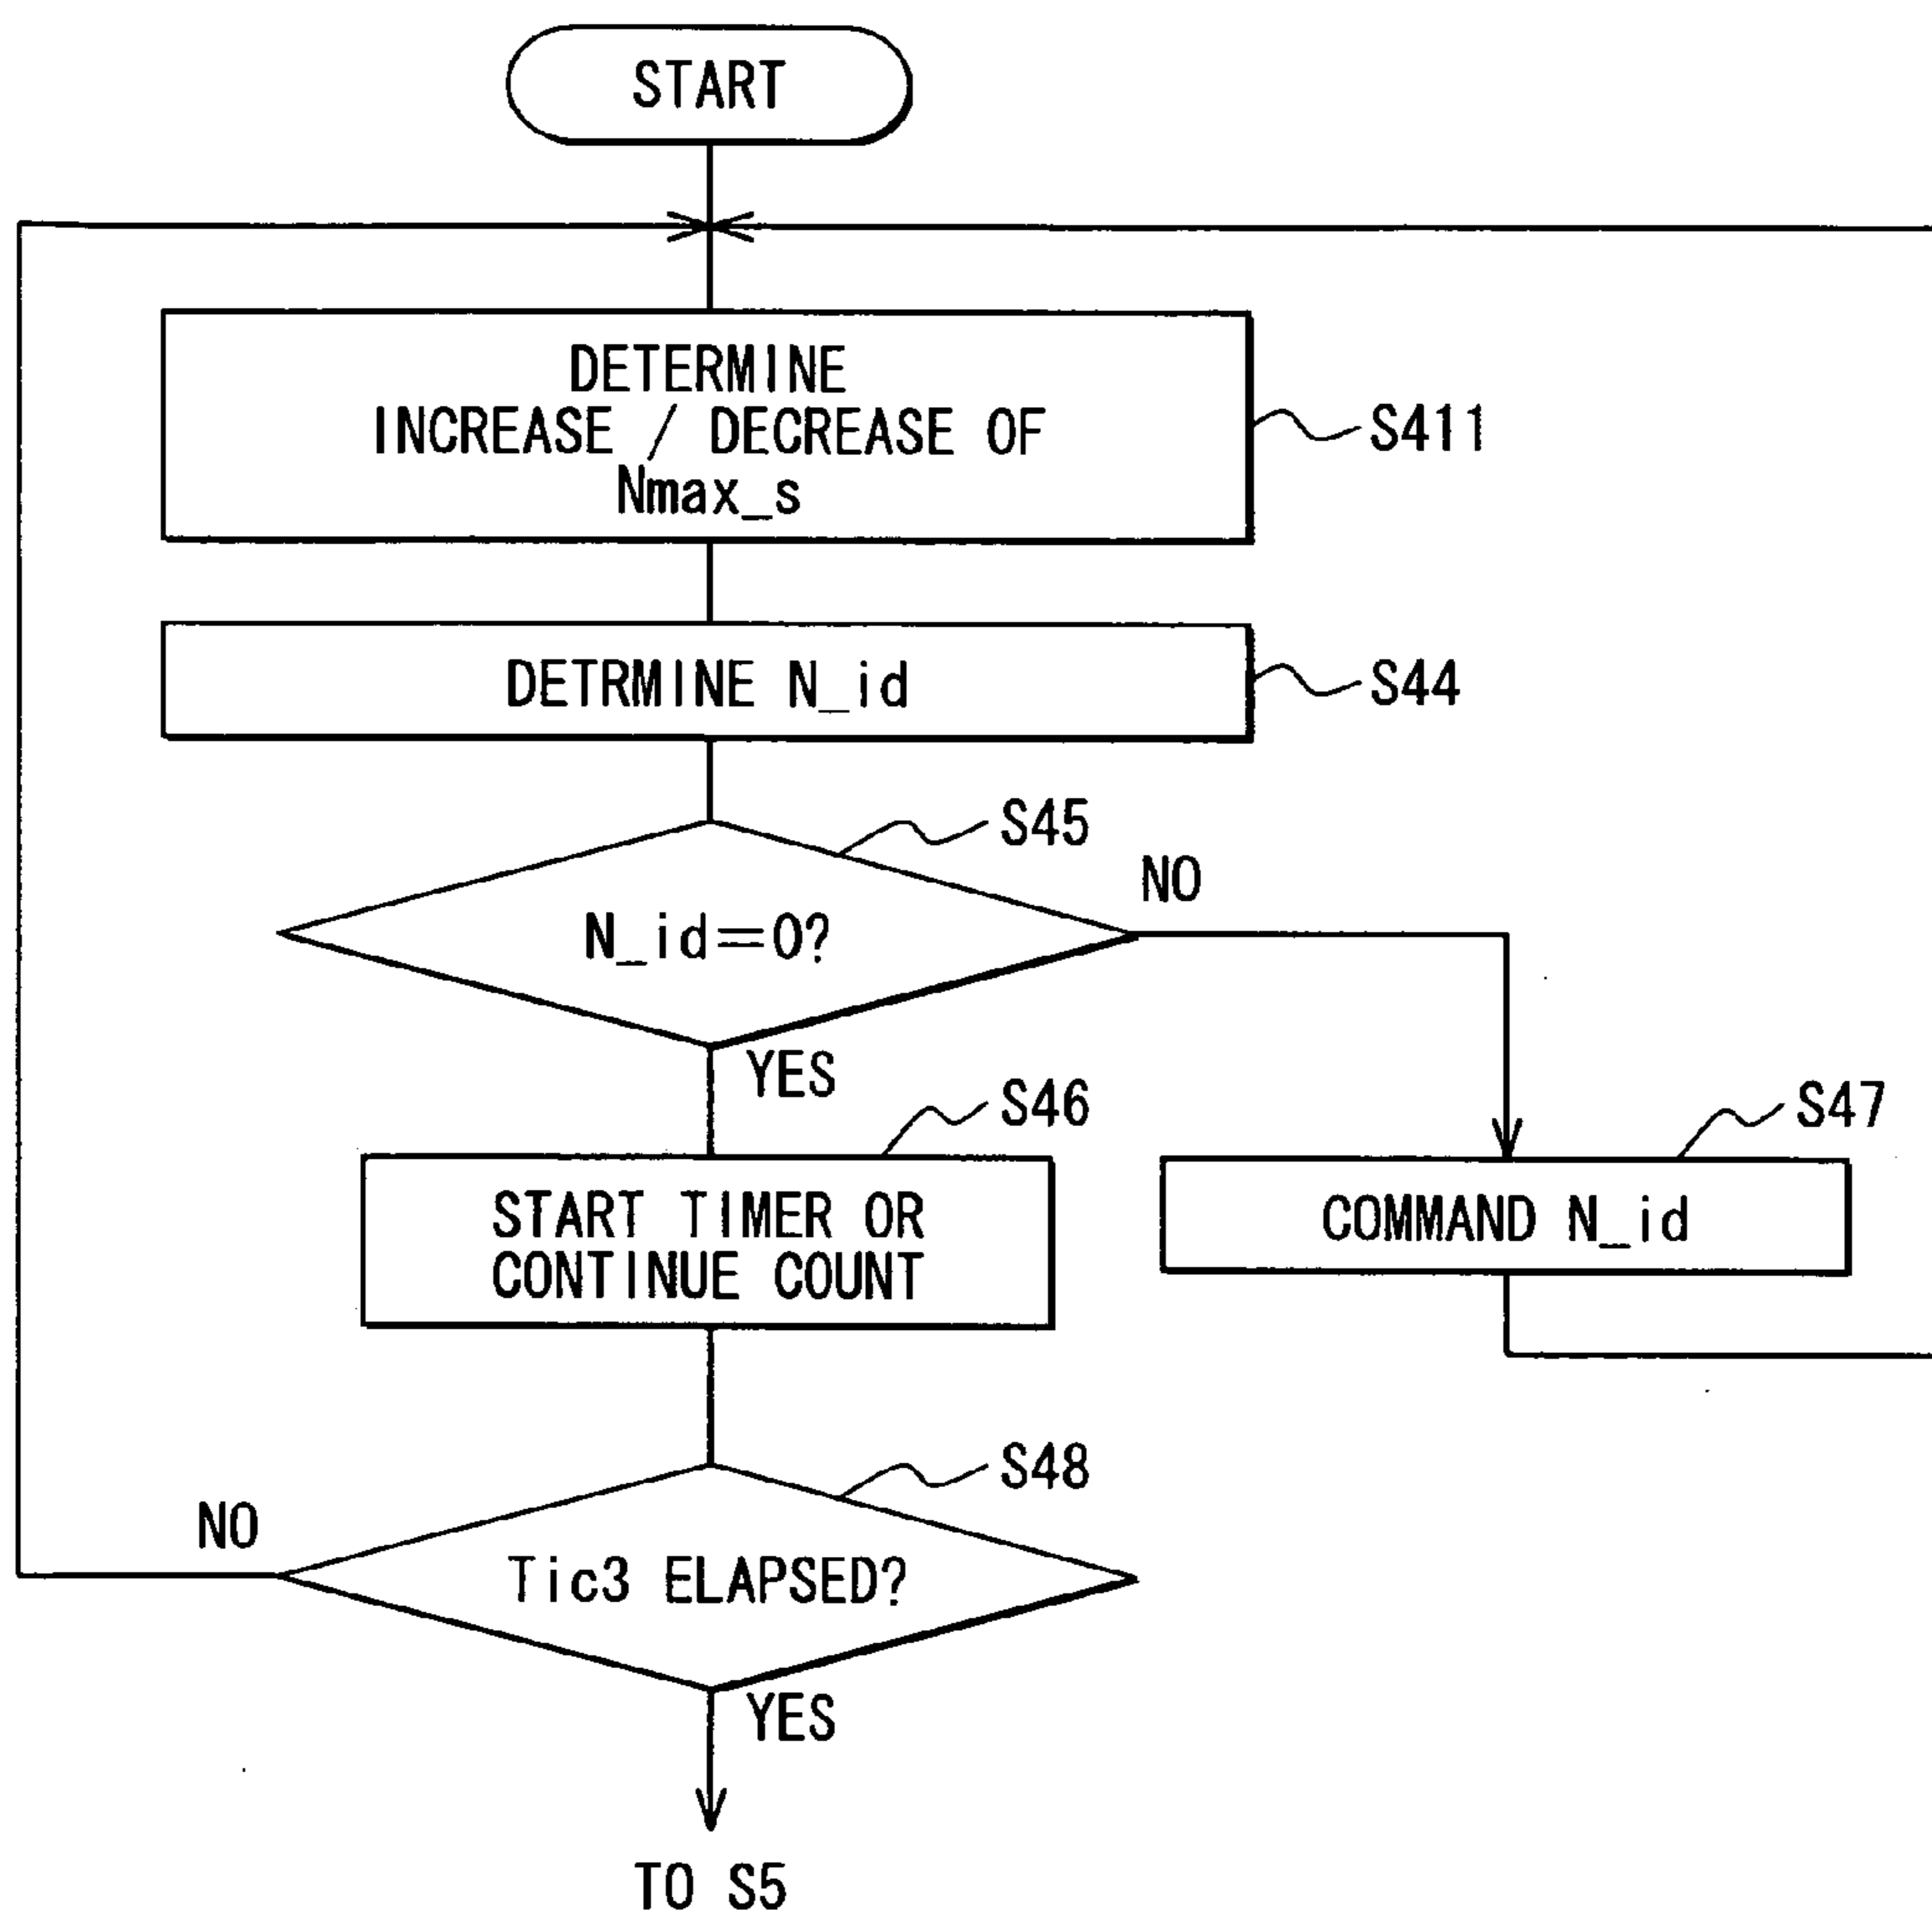 START
DETERMINE
INCREASE / DECREASE OF
Nmax_s
S411
DETRMINE N_id
S44
S45
N_id=0?
NO
YES
S46
START TIMER OR
CONTINUE COUNT
S47
COMMAND N_id
S48
NO
Tic3 ELAPSED?
YES
TO S5